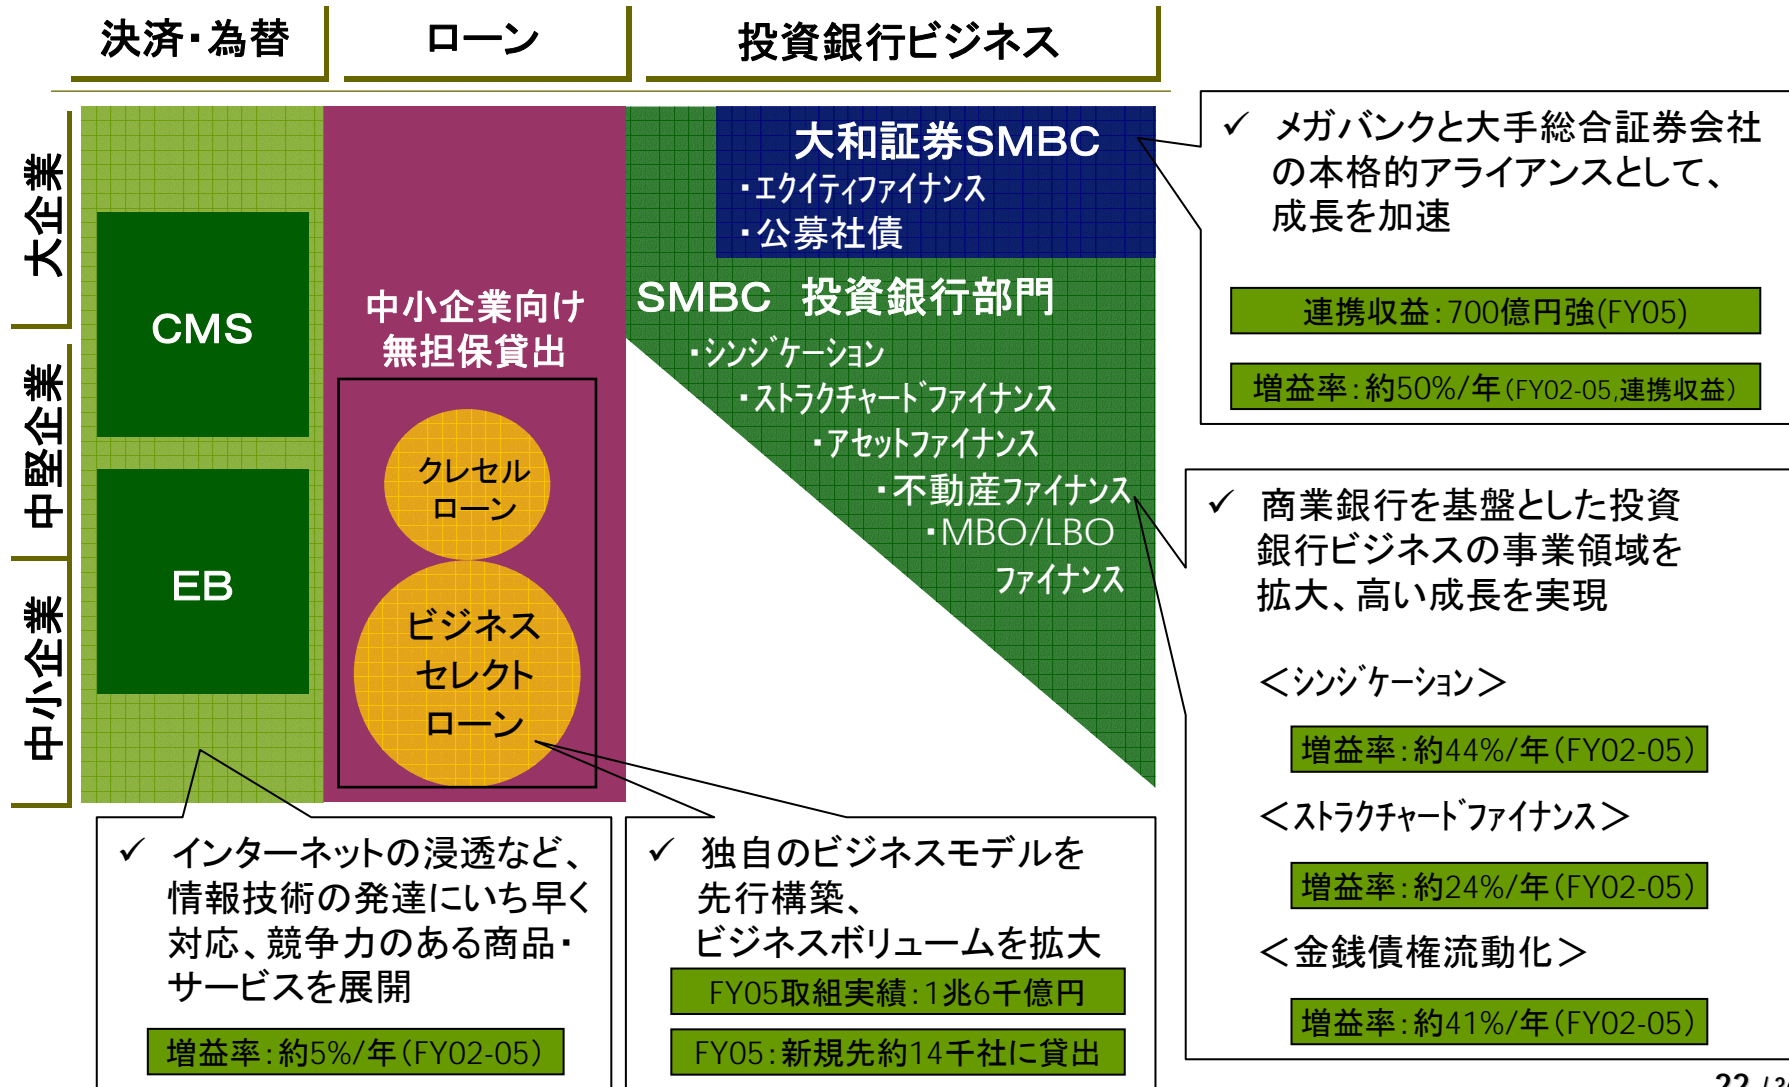 決済・為替
ローン
投資銀行ビジネス
大企業
中堅企業
中小企業
CMS
EB
中小企業向け
無担保貸出
クレセル
ローン
ビジネス
セレクト
ローン
大和証券SMBC
・エクイティファイナンス
・公募社債
SMBC 投資銀行部門
・シンジケーション
・ストラクチャードファイナンス
・アセットファイナンス
・不動産ファイナンス
・MBO/LBO
ファイナンス
✓ メガバンクと大手総合証券会社
の本格的アライアンスとして、
成長を加速
連携収益:700億円強(FY05)
増益率:約50%/年(FY02-05,連携収益)
✓ 商業銀行を基盤とした投資
銀行ビジネスの事業領域を
拡大、高い成長を実現
<シンジケーション>
増益率:約44%/年(FY02-05)
<ストラクチャードファイナンス>
増益率:約24%/年(FY02-05)
<金銭債権流動化>
増益率:約41%/年(FY02-05)
✓ インターネットの浸透など、
情報技術の発達にいち早く
対応、競争力のある商品・
サービスを展開
増益率:約5%/年(FY02-05)
✓ 独自のビジネスモデルを
先行構築、
ビジネスボリュームを拡大
FY05取組実績:1兆6千億円
FY05:新規先約14千社に貸出
22 /